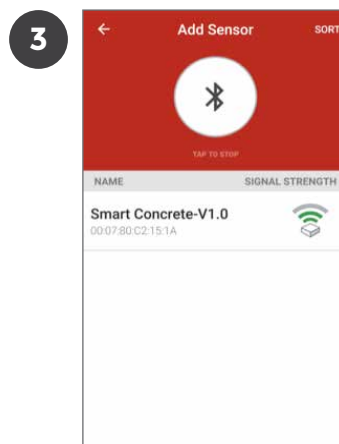 3
Add Sensor
SORT
TAP TO STOP
NAME SIGNAL STRENGTH
Smart Concrete-V1.0
00:07:80:C2:15:1A